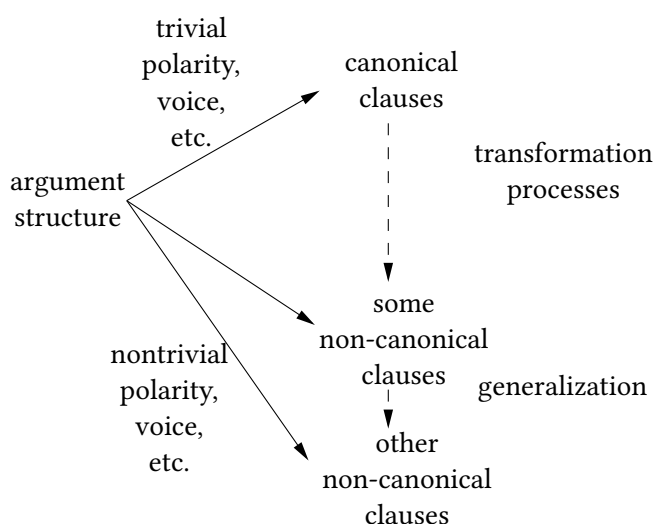 trivial
polarity,
voice,
etc.
canonical
clauses
transformation
processes
argument
structure
some
non-canonical
clauses
nontrivial
polarity,
voice,
etc.
generalization
other
non-canonical
clauses